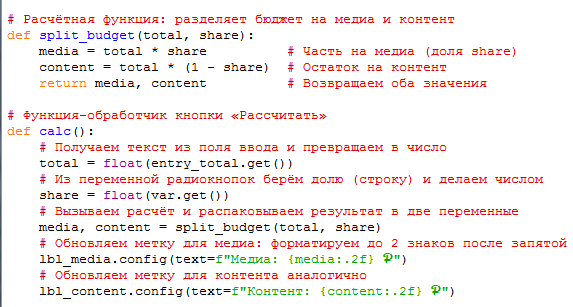 # Расчётная функция: разделяет бюджет на медиа и контент
def split_budget(total, share):
    media = total * share          # Часть на медиа (доля share)
    content = total * (1 - share)  # Остаток на контент
    return media, content          # Возвращаем оба значения

# Функция-обработчик кнопки «Рассчитать»
def calc():
    # Получаем текст из поля ввода и превращаем в число
    total = float(entry_total.get())
    # Из переменной радиокнопок берём долю (строку) и делаем числом
    share = float(var.get())
    # Вызываем расчёт и распаковываем результат в две переменные
    media, content = split_budget(total, share)
    # Обновляем метку для медиа: форматируем до 2 знаков после запятой
    lbl_media.config(text=f"Медиа: {media:.2f} ₽")
    # Обновляем метку для контента аналогично
    lbl_content.config(text=f"Контент: {content:.2f} ₽")